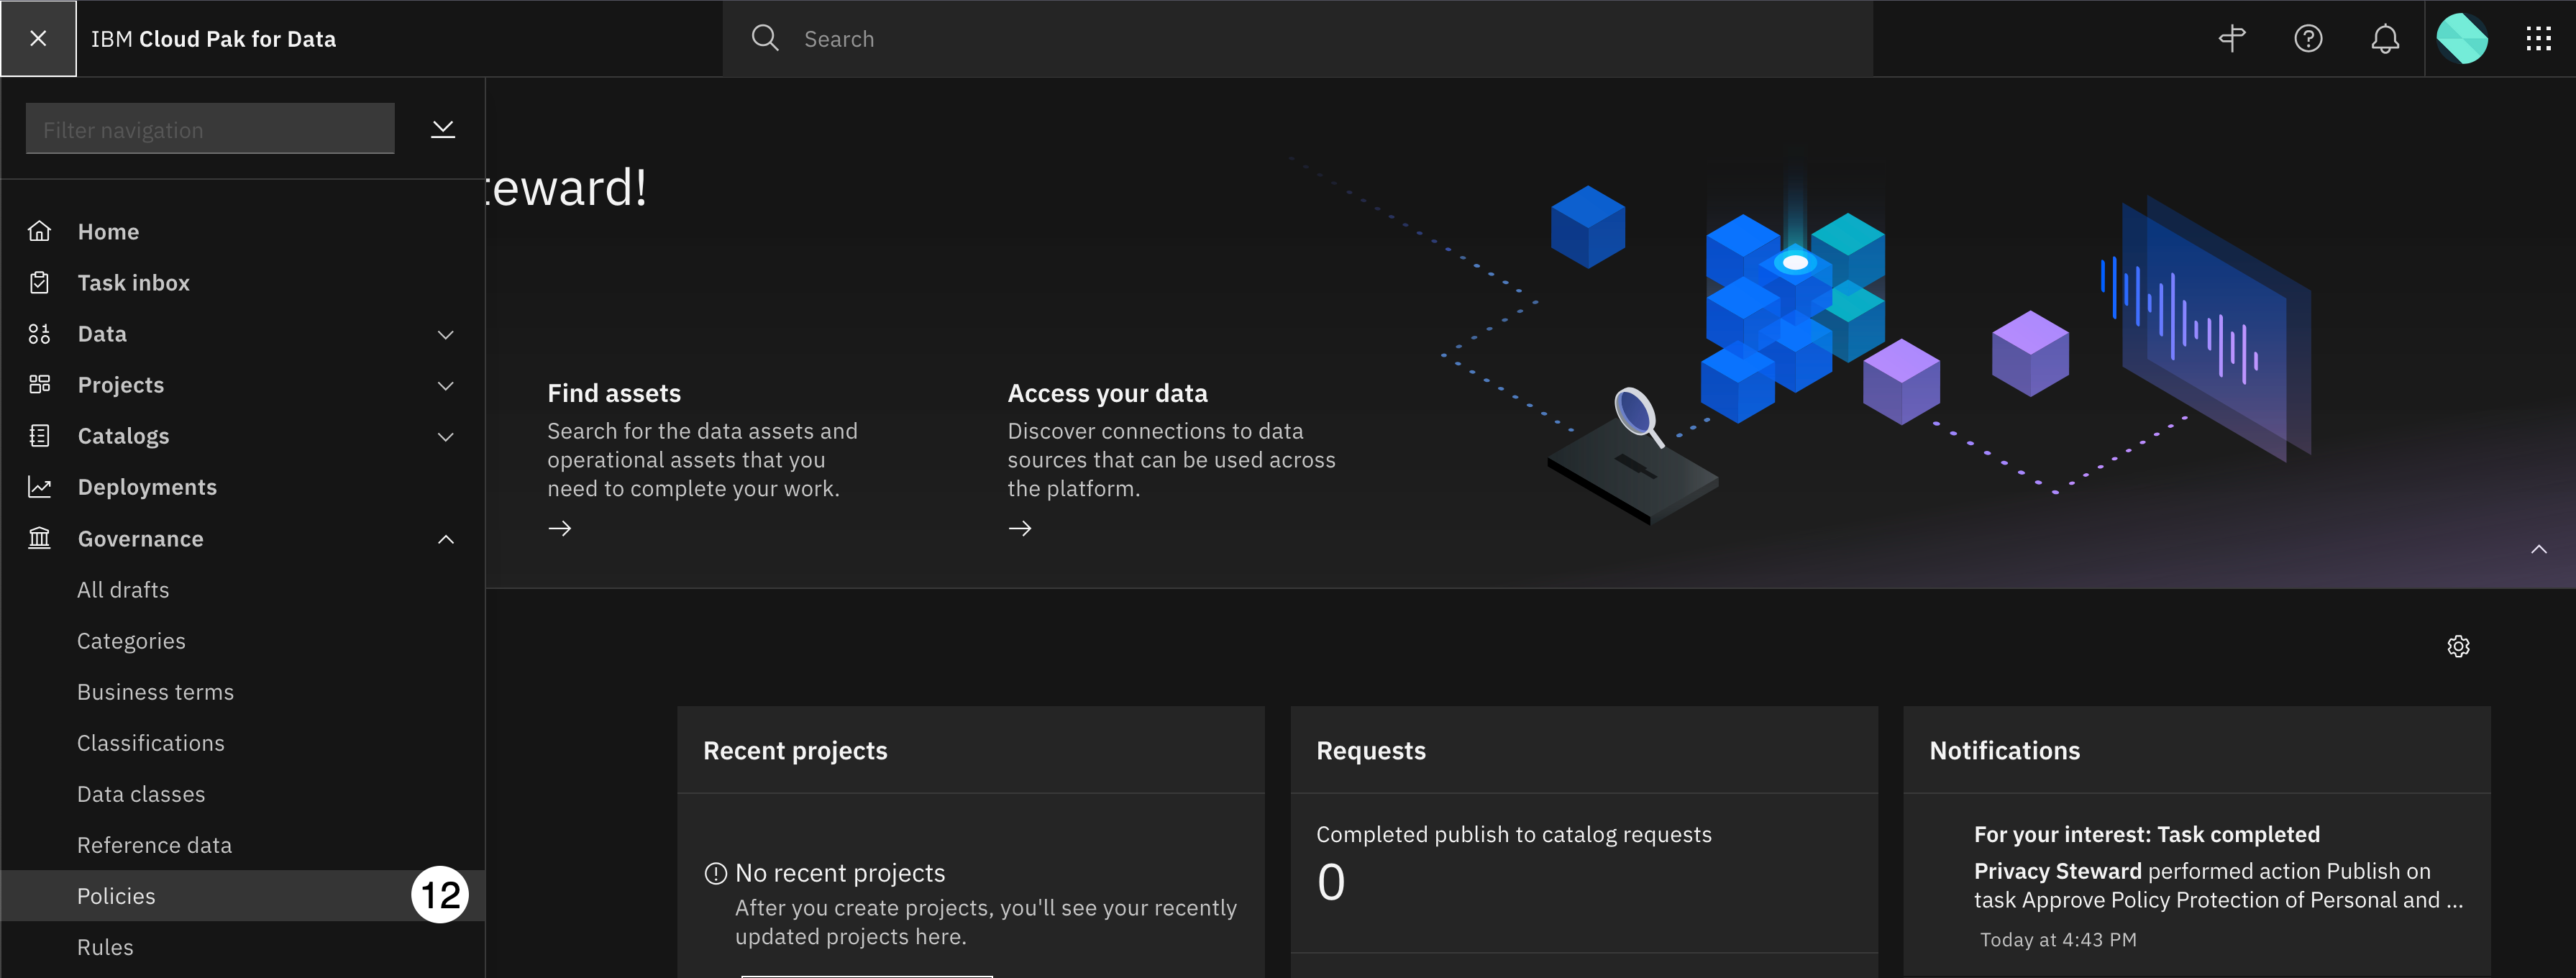 IBM Cloud Pak for Data
Search
Filter navigation
teward!
Home
Task inbox
Data
Projects
Catalogs
Deployments
Governance
All drafts
Categories
Business terms
Classifications
Data classes
Reference data
Policies
12
Rules
Find assets
Search for the data assets and
operational assets that you
need to complete your work.
Access your data
Discover connections to data
sources that can be used across
the platform.
Recent projects
No recent projects
After you create projects, you'll see your recently
updated projects here.
Requests
Completed publish to catalog requests
0
Notifications
For your interest: Task completed
Privacy Steward performed action Publish on
task Approve Policy Protection of Personal and ...
Today at 4:43 PM